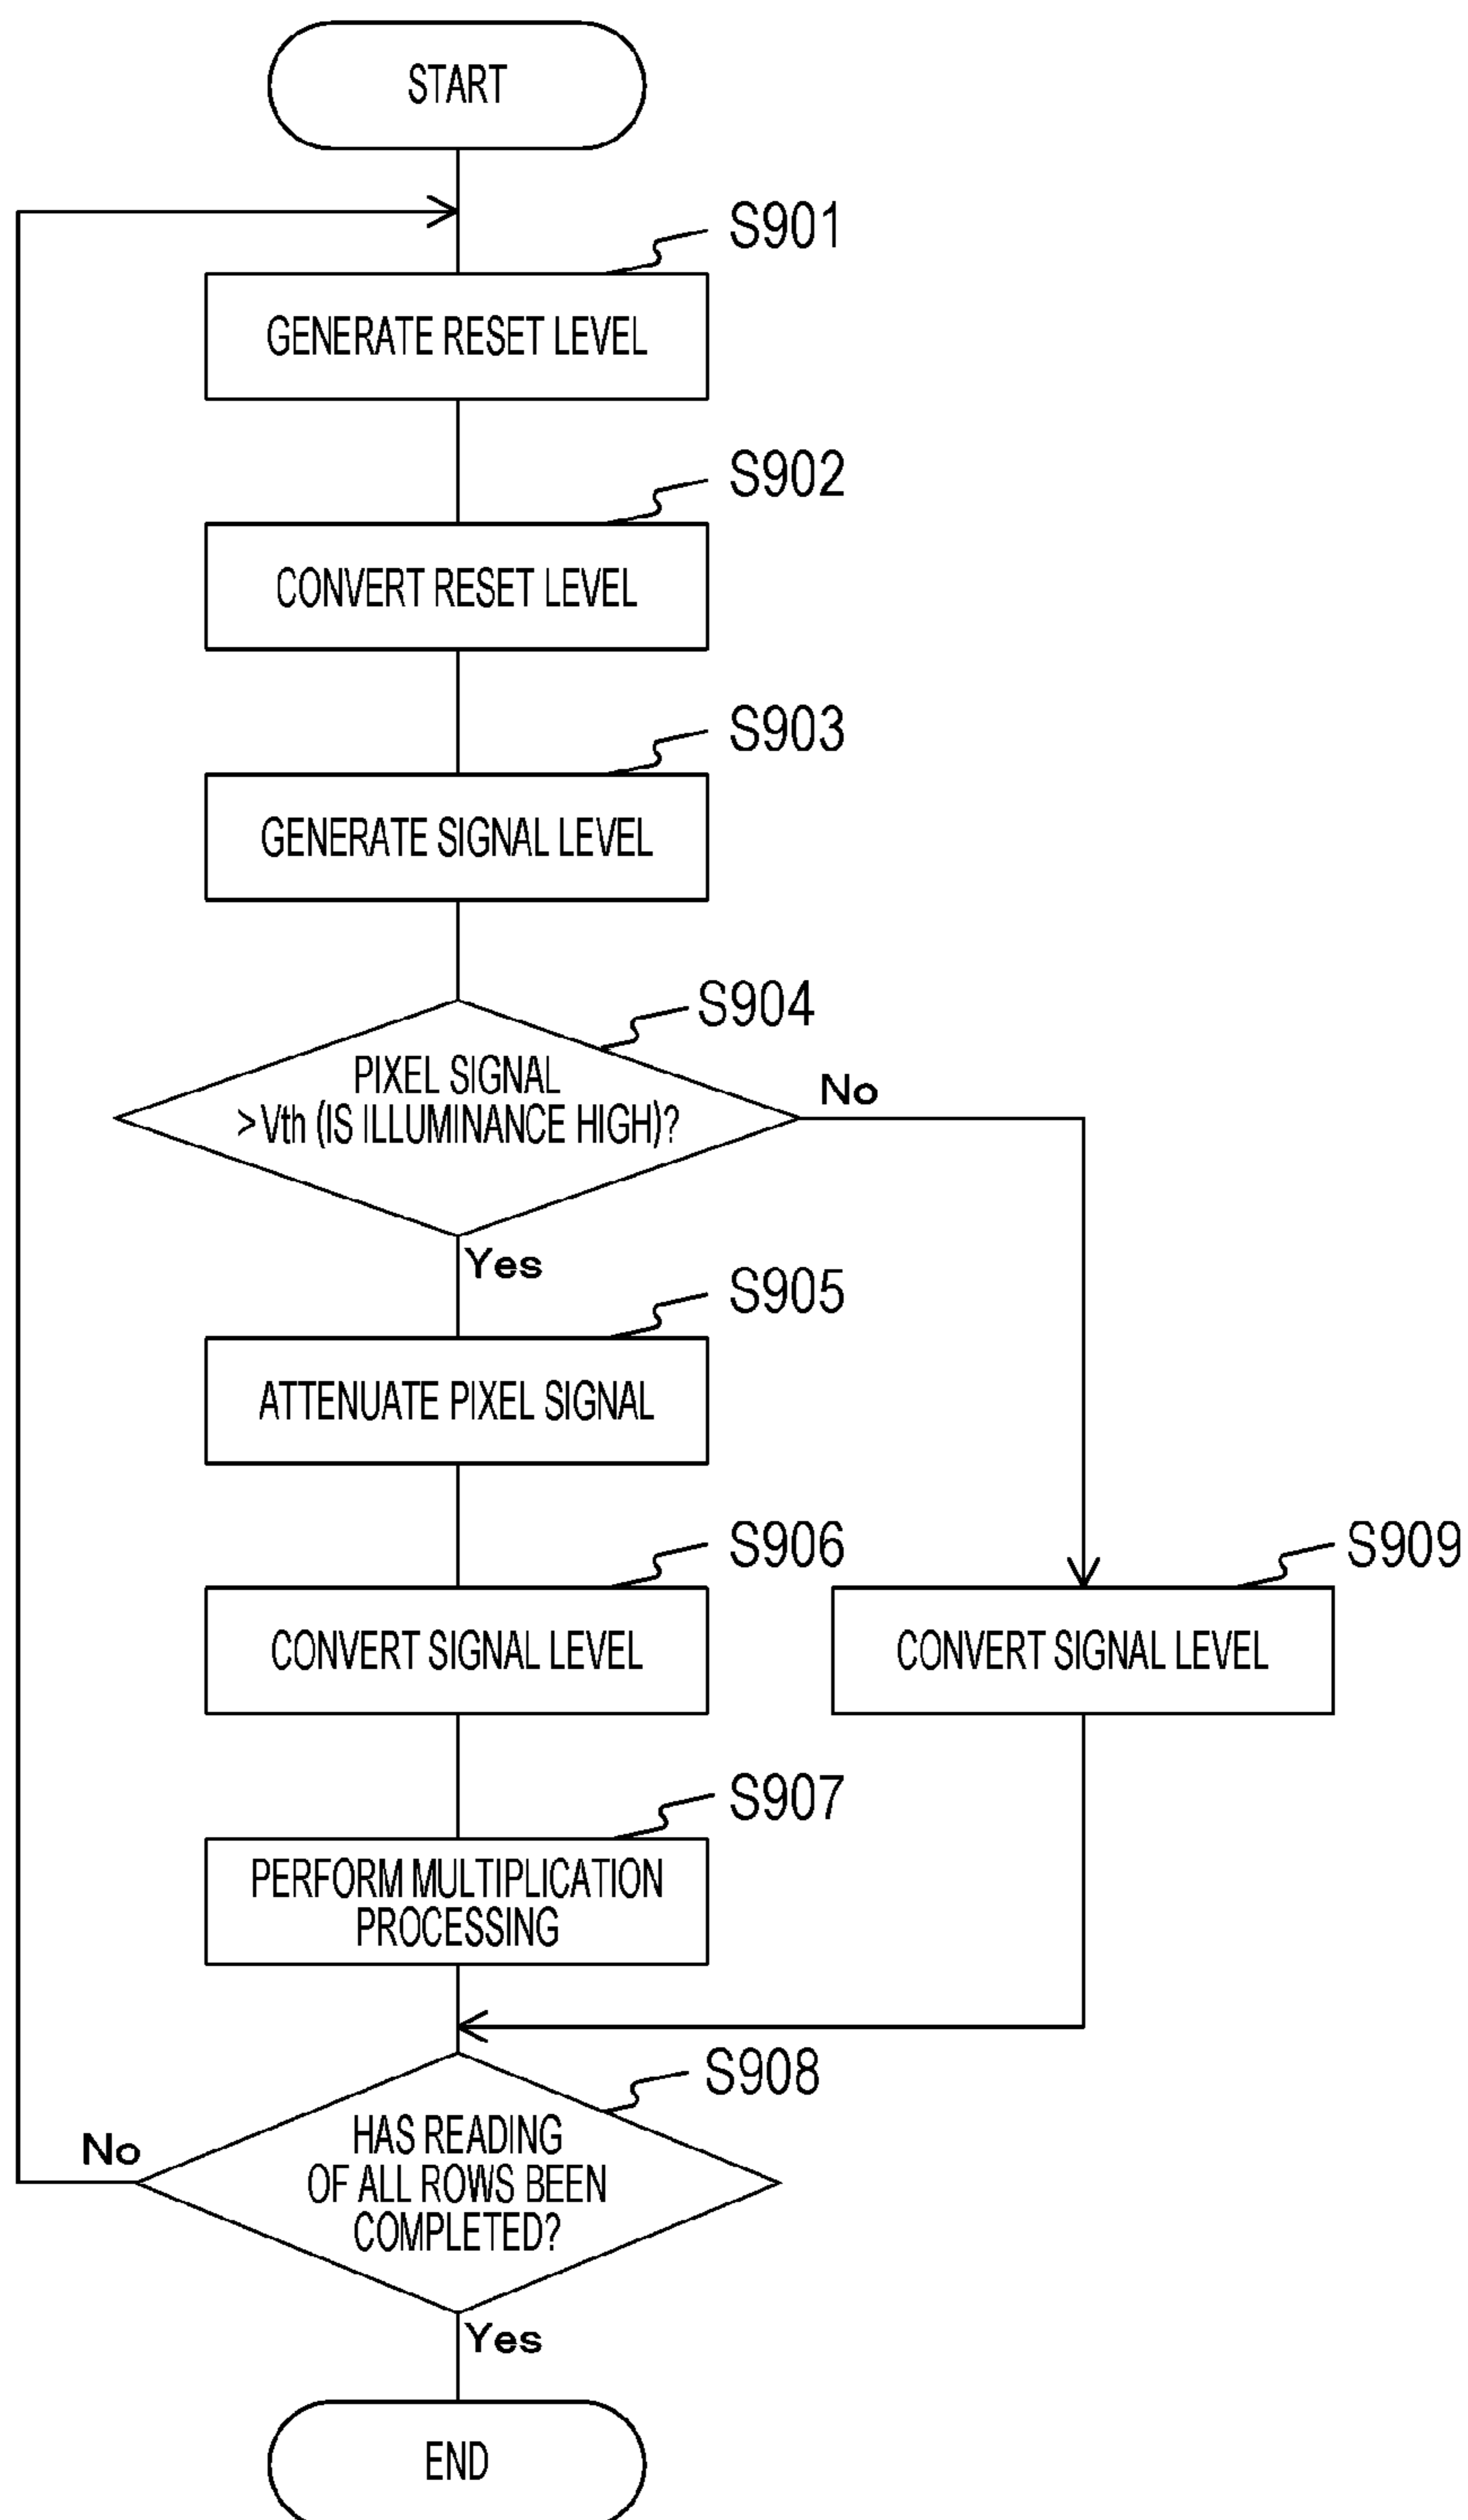 START
S901
GENERATE RESET LEVEL
S902
CONVERT RESET LEVEL
S903
GENERATE SIGNAL LEVEL
S904
PIXEL SIGNAL
>Vth (IS ILLUMINANCE HIGH)?
No
Yes
S905
ATTENUATE PIXEL SIGNAL
S906
CONVERT SIGNAL LEVEL
S909
CONVERT SIGNAL LEVEL
S907
PERFORM MULTIPLICATION
PROCESSING
S908
HAS READING
OF ALL ROWS BEEN
COMPLETED?
No
Yes
END